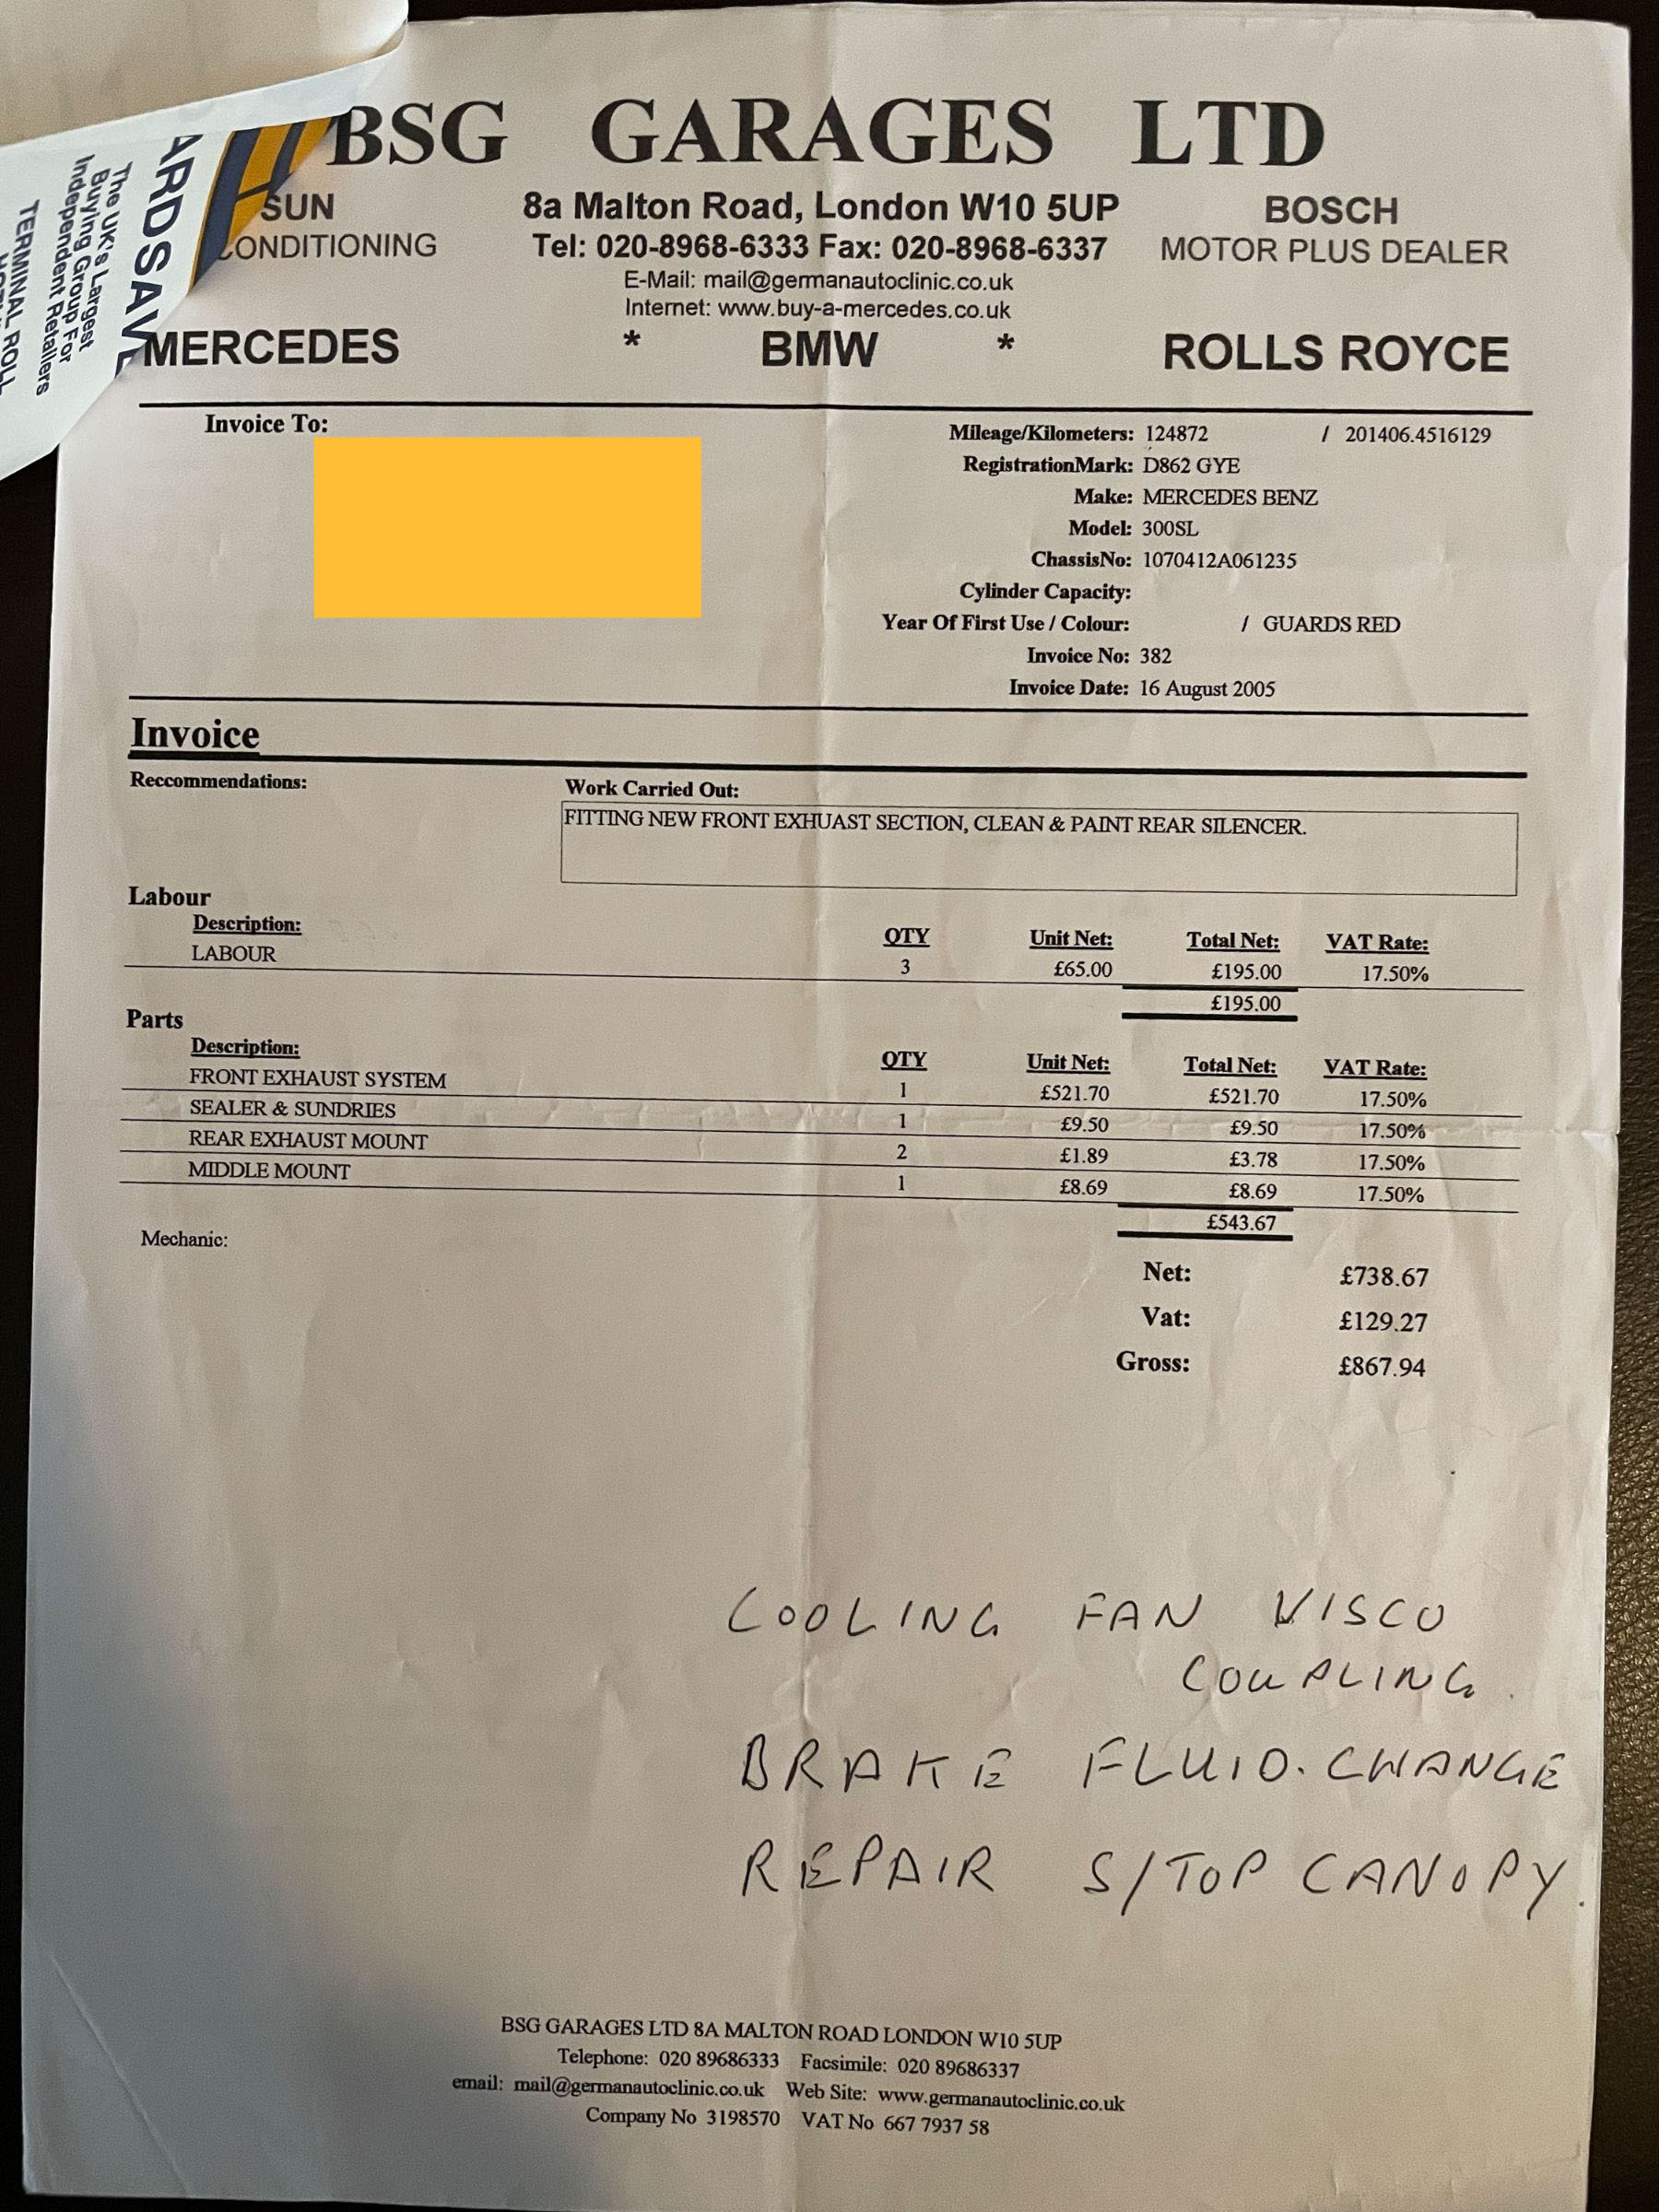 BSG GARAGES LTD
SUN 8a Malton Road, London W10 5UP BOSCH
CONDITIONING Tel: 020-8968-6333 Fax: 020-8968-6337 MOTOR PLUS DEALER
E-Mail: mail@germanautoclinic.co.uk
Internet: www.buy-a-mercedes.co.uk
MERCEDES * BMW * ROLLS ROYCE
ARDSAVE
The UK's Largest
Buying Group For
Independent Retailers
TERMINAL ROLL
Invoice To:
Mileage/Kilometers: 124872 / 201406.4516129
RegistrationMark: D862 GYE
Make: MERCEDES BENZ
Model: 300SL
ChassisNo: 1070412A061235
Cylinder Capacity:
Year Of First Use / Colour: / GUARDS RED
Invoice No: 382
Invoice Date: 16 August 2005
Invoice
Reccommendations: Work Carried Out:
FITTING NEW FRONT EXHUAST SECTION, CLEAN & PAINT REAR SILENCER.
Labour
Description: QTY Unit Net: Total Net: VAT Rate:
LABOUR 3 £65.00 £195.00 17.50%
£195.00
Parts
Description: QTY Unit Net: Total Net: VAT Rate:
FRONT EXHAUST SYSTEM 1 £521.70 £521.70 17.50%
SEALER & SUNDRIES 1 £9.50 £9.50 17.50%
REAR EXHAUST MOUNT 2 £1.89 £3.78 17.50%
MIDDLE MOUNT 1 £8.69 £8.69 17.50%
£543.67
Mechanic:
Net: £738.67
Vat: £129.27
Gross: £867.94
COOLING FAN VISCO
COUPLING.
BRAKE FLUID. CHANGE
REPAIR S/TOP CANOPY.
BSG GARAGES LTD 8A MALTON ROAD LONDON W10 5UP
Telephone: 020 89686333 Facsimile: 020 89686337
email: mail@germanautoclinic.co.uk Web Site: www.germanautoclinic.co.uk
Company No 3198570 VAT No 667 7937 58